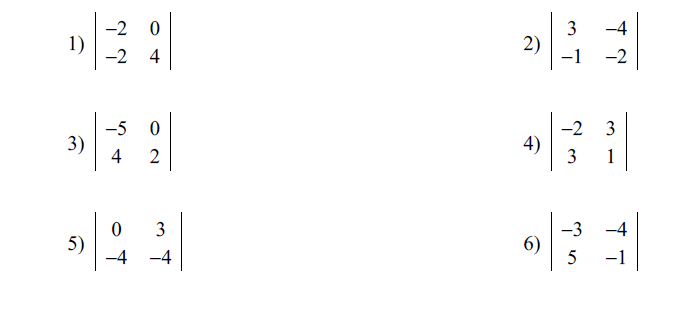 1) | −2 0 | 2) | 3 −4 |
| −2 4 | | −1 −2 |
3) | −5 0 | 4) | −2 3 |
| 4 2 | | 3 1 |
5) | 0 3 | 6) | −3 −4 |
| −4 −4 | | 5 −1 |